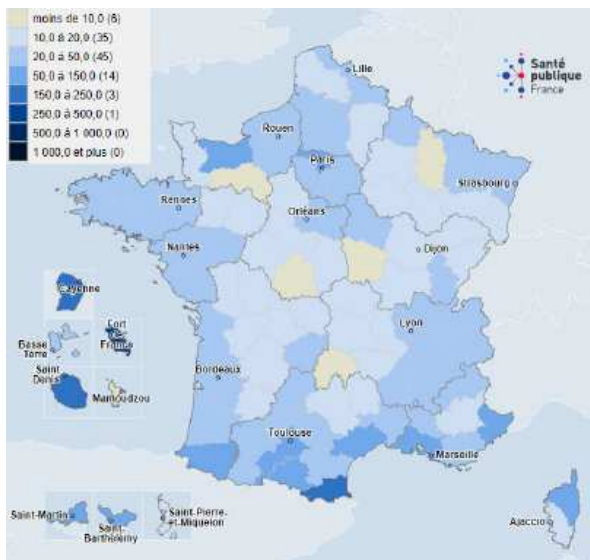 moins de 10,0 (6)
10,0 à 20,0 (35)
20,0 à 50,0 (45)
50,0 à 150,0 (14)
150,0 à 250,0 (3)
250,0 à 500,0 (1)
500,0 à 1 000,0 (0)
1 000,0 et plus (0)
Santé
publique
France
Lille
Rouen
Paris
Strasbourg
Rennes
Orléans
Nantes
Dijon
Cayenne
Fort
de
France
Basse
Terre
Saint
Denis
Mamoudzou
Lyon
Bordeaux
Toulouse
Marseille
Saint-Martin
Saint-
Barthélemy
Saint-Pierre-
et-Miquelon
Ajaccio